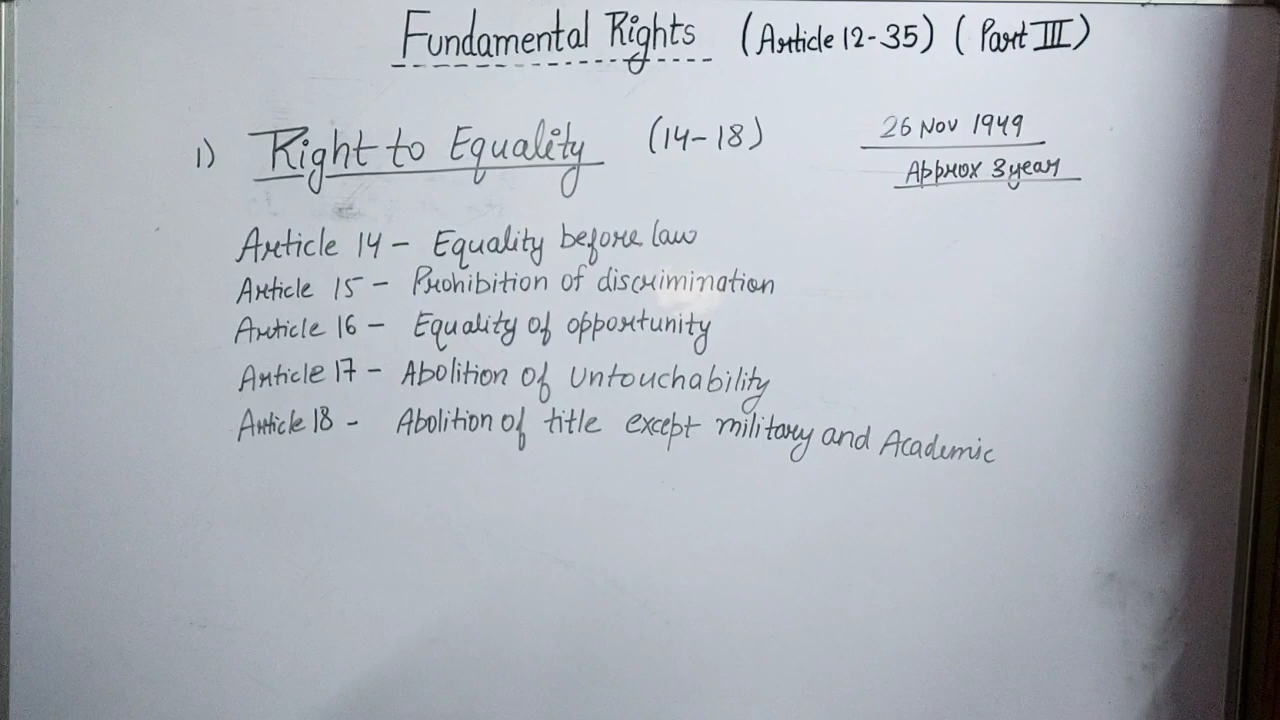 Fundamental Rights (Article 12-35) (Part III)
1) Right to Equality (14-18)
26 Nov 1949
Approx 3 year
Article 14 - Equality before law
Article 15 - Prohibition of discrimination
Article 16 - Equality of opportunity
Article 17 - Abolition of Untouchability
Article 18 - Abolition of title except military and Academic